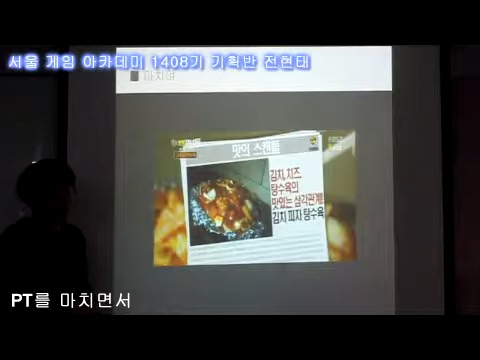 서울 게임 아카데미 1408기 기획반 전현태
■ 마치며
맛의 스캔들
김치, 치즈
탕수육의
맛있는 삼각관계!
김치 피자 탕수육
PT를 마치면서